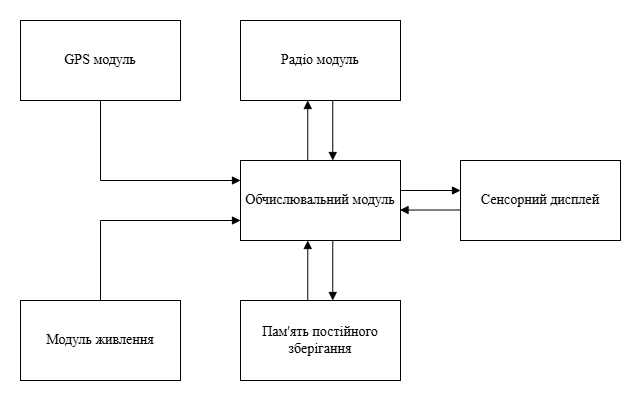 GPS модуль
Радіо модуль
Обчислювальний модуль
Сенсорний дисплей
Модуль живлення
Пам'ять постійного
зберігання